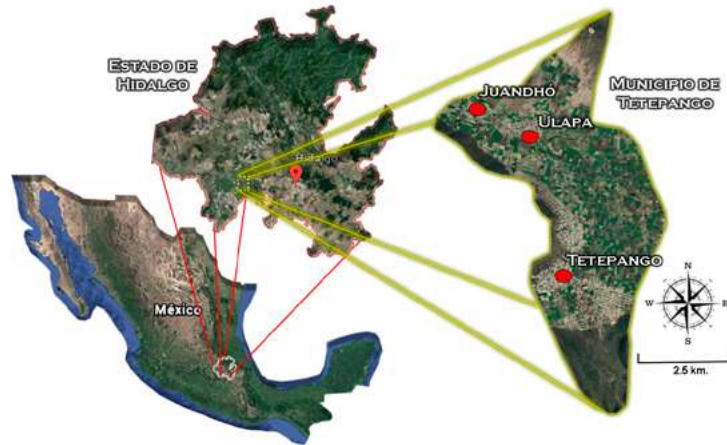 ESTADO DE
HIDALGO
Hidalgo
México
JUANDHÓ
ULAPA
MUNICIPIO DE
TETEPANGO
TETEPANGO
N
W
E
S
2.5 km.